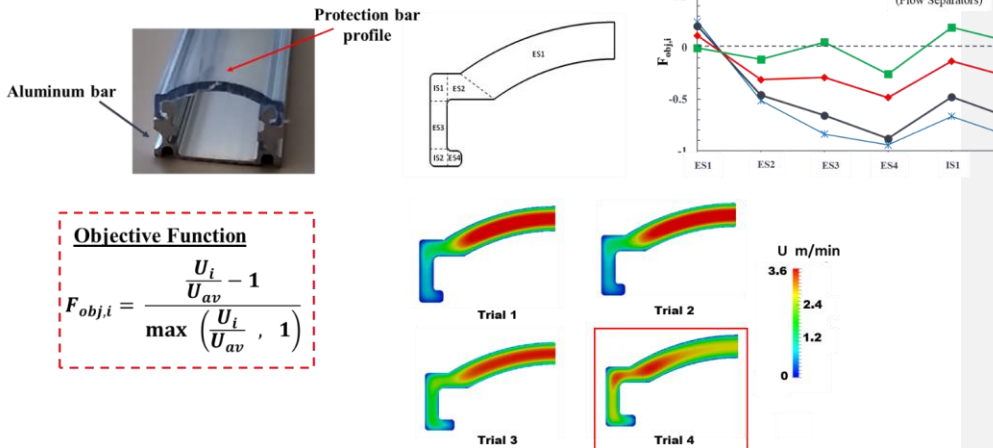 Protection bar
profile
Aluminum bar
ES1
IS1
ES2
ES3
IS2
ES4
(Flow Separators)
F_obj,i
0
-0.5
-1
ES1 ES2 ES3 ES4 IS1
Objective Function
F_obj,i = (U_i/U_av − 1) / max (U_i/U_av , 1)
Trial 1
Trial 2
Trial 3
Trial 4
U m/min
3.6
2.4
1.2
0